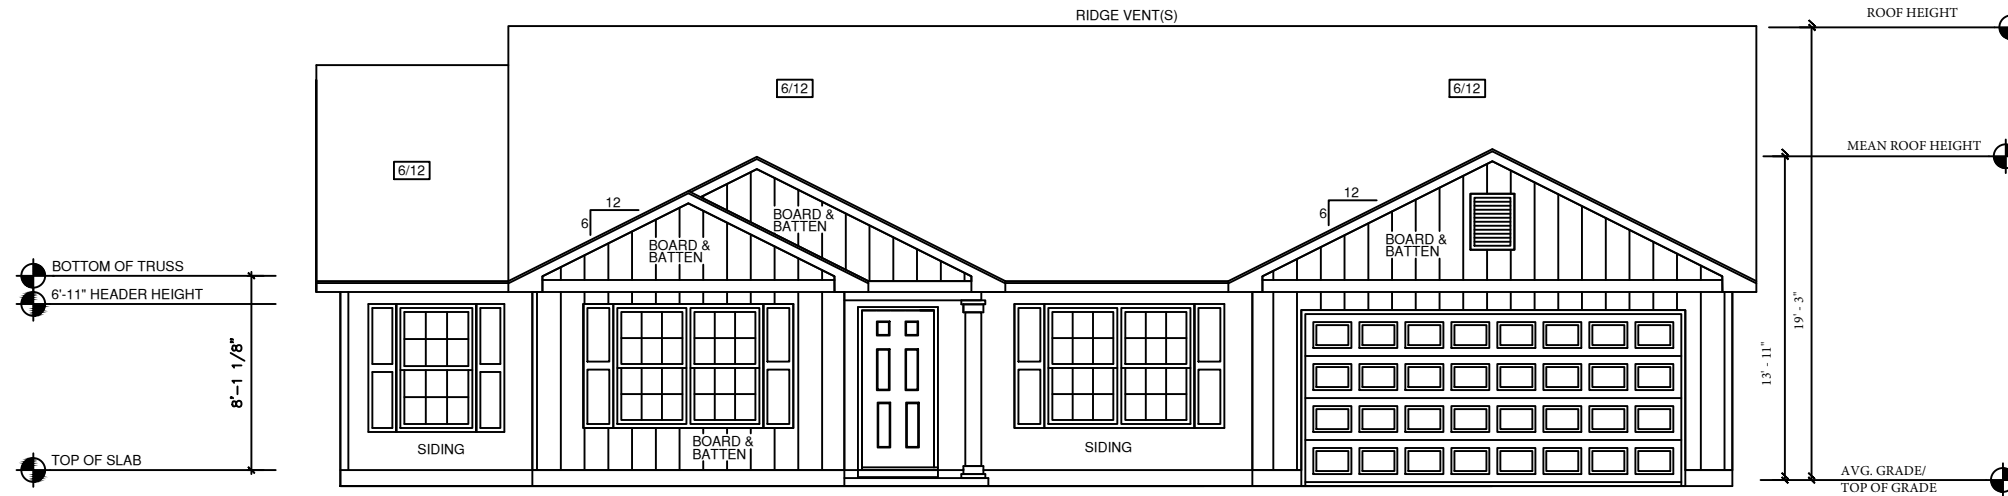 RIDGE VENT(S)
ROOF HEIGHT
6/12
6/12
MEAN ROOF HEIGHT
6/12
12
6
12
6
BOARD &
BATTEN
BOARD &
BATTEN
BOARD &
BATTEN
BOTTOM OF TRUSS
6'-11" HEADER HEIGHT
8'-1 1/8"
19' - 3"
13' - 11"
SIDING
BOARD &
BATTEN
SIDING
TOP OF SLAB
AVG. GRADE/
TOP OF GRADE